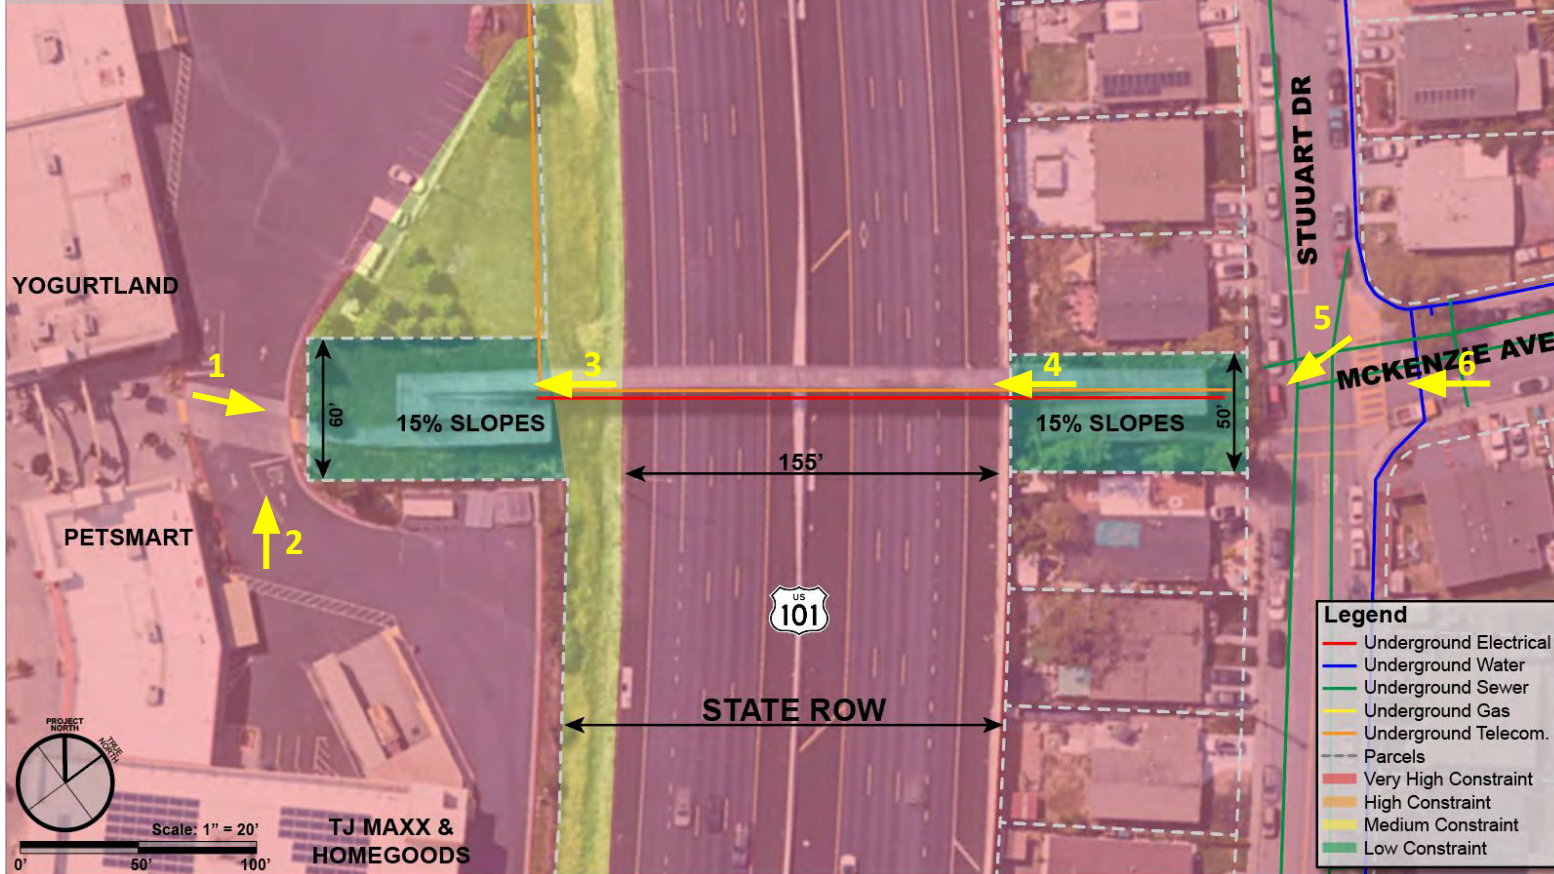 STUUART DR
YOGURTLAND
1
3
4
5
6
MCKENZIE AVE
60'
15% SLOPES
15% SLOPES
50'
155'
PETSMART
2
US
101
STATE ROW
PROJECT
NORTH
TRUE
NORTH
Scale: 1" = 20'
0'
50'
100'
TJ MAXX &
HOMEGOODS
Legend
Underground Electrical
Underground Water
Underground Sewer
Underground Gas
Underground Telecom.
Parcels
Very High Constraint
High Constraint
Medium Constraint
Low Constraint